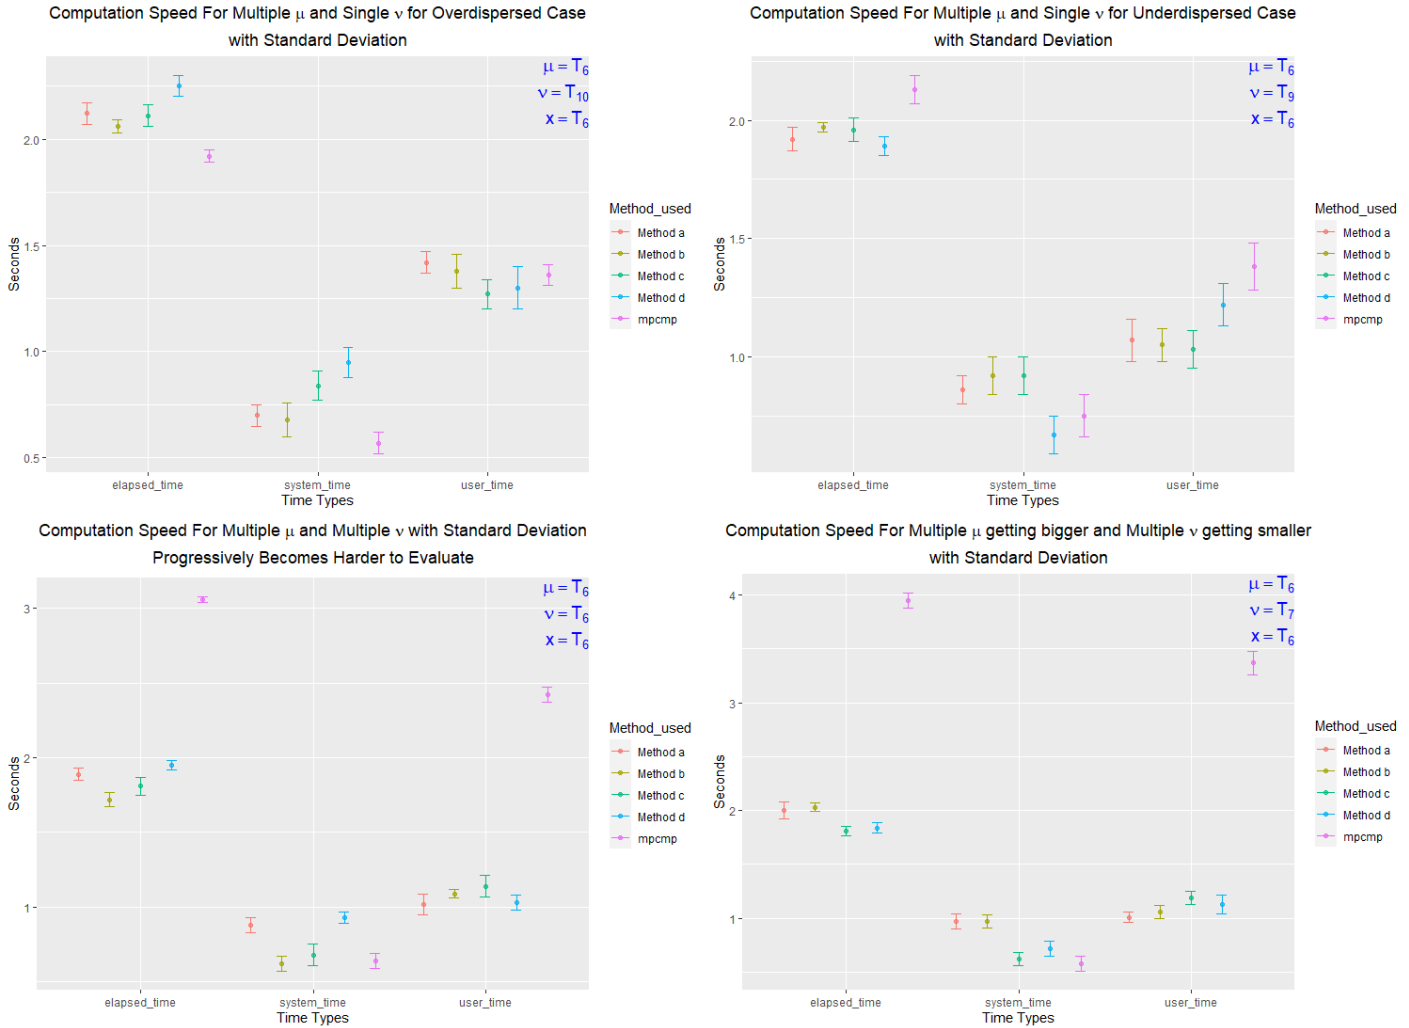 Computation Speed For Multiple μ and Single ν for Overdispersed Case
with Standard Deviation
μ = T6
ν = T10
x = T6
2.0
1.5
1.0
0.5
Seconds
elapsed_time
system_time
user_time
Time Types
Method_used
Method a
Method b
Method c
Method d
mpcmp
Computation Speed For Multiple μ and Single ν for Underdispersed Case
with Standard Deviation
μ = T6
ν = T9
x = T6
2.0
1.5
1.0
Seconds
elapsed_time
system_time
user_time
Time Types
Method_used
Method a
Method b
Method c
Method d
mpcmp
Computation Speed For Multiple μ and Multiple ν with Standard Deviation
Progressively Becomes Harder to Evaluate
μ = T6
ν = T6
x = T6
3
2
1
Seconds
elapsed_time
system_time
user_time
Time Types
Method_used
Method a
Method b
Method c
Method d
mpcmp
Computation Speed For Multiple μ getting bigger and Multiple ν getting smaller
with Standard Deviation
μ = T6
ν = T7
x = T6
4
3
2
1
Seconds
elapsed_time
system_time
user_time
Time Types
Method_used
Method a
Method b
Method c
Method d
mpcmp